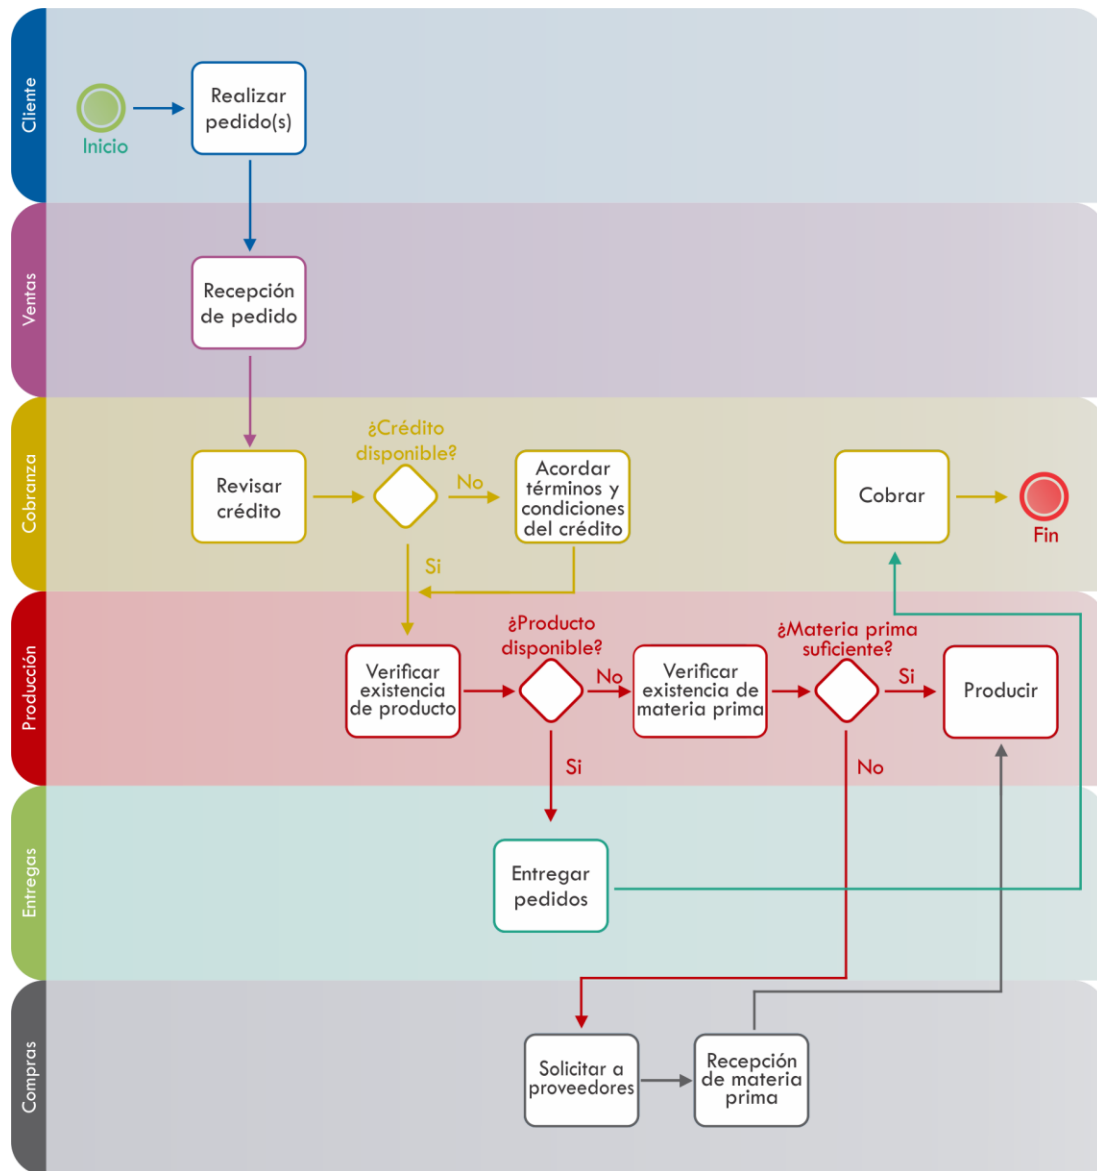 Cliente
Inicio
Realizar
pedido(s)
Ventas
Recepción
de pedido
Cobranza
Revisar
crédito
¿Crédito
disponible?
No
Si
Acordar
términos y
condiciones
del crédito
Cobrar
Fin
Producción
Verificar
existencia
de producto
¿Producto
disponible?
No
Si
Verificar
existencia de
materia prima
¿Materia prima
suficiente?
Si
No
Producir
Entregas
Entregar
pedidos
Compras
Solicitar a
proveedores
Recepción
de materia
prima